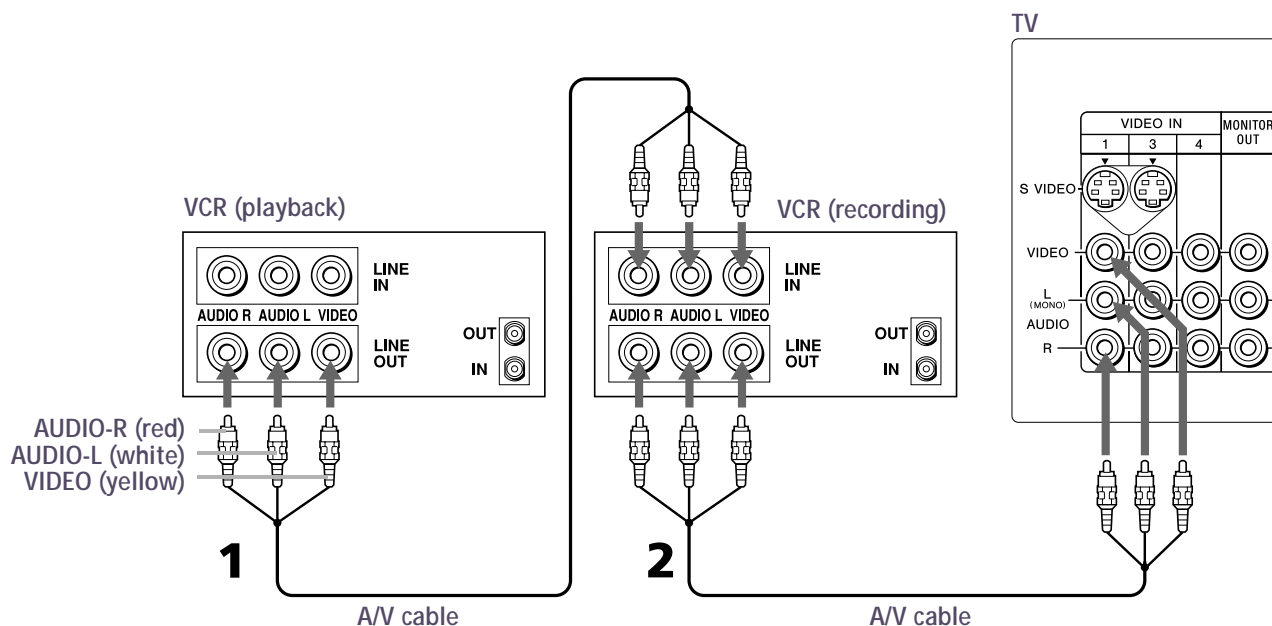 TV
VIDEO IN
MONITOR
OUT
1
3
4
S VIDEO
VIDEO
L
(MONO)
AUDIO
R
VCR (playback)
LINE
IN
AUDIO R AUDIO L VIDEO
LINE
OUT
OUT
IN
VCR (recording)
LINE
IN
AUDIO R AUDIO L VIDEO
LINE
OUT
OUT
IN
AUDIO-R (red)
AUDIO-L (white)
VIDEO (yellow)
1
2
A/V cable
A/V cable